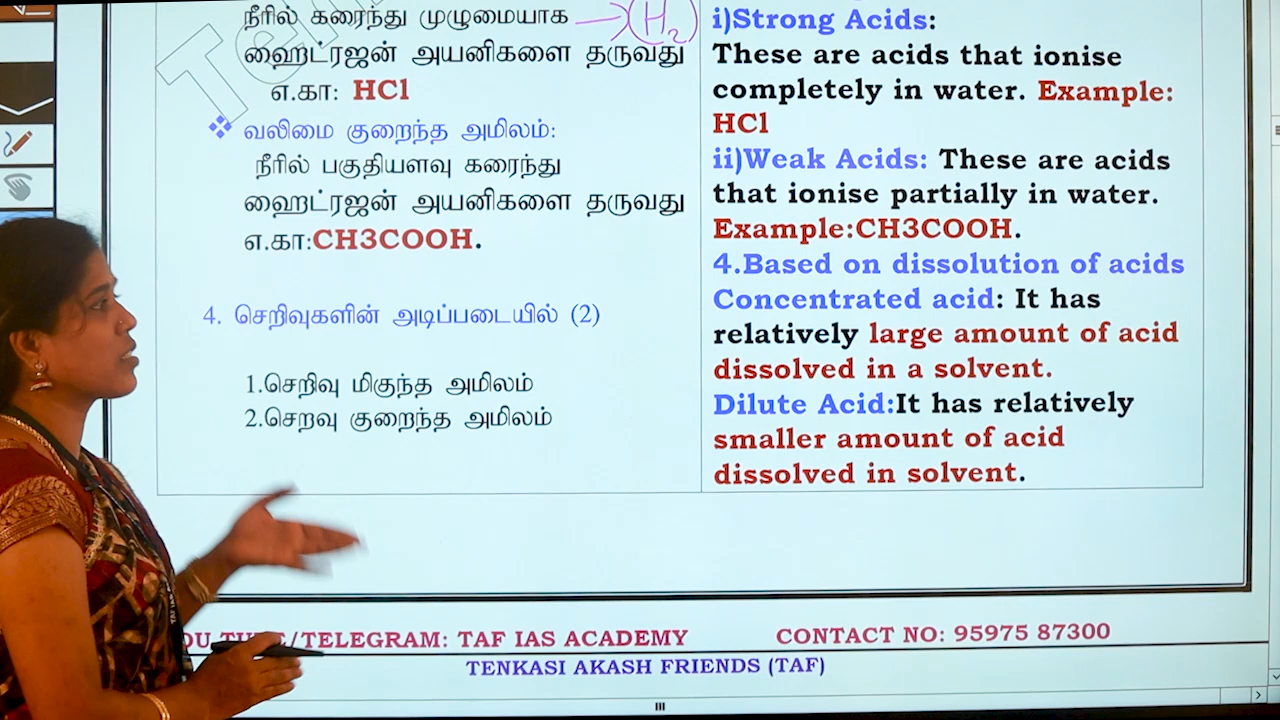 நீரில் கரைந்து முழுமையாக → (H2)
ஹைட்ரஜன் அயனிகளை தருவது
எ.கா: HCl
❖ வலிமை குறைந்த அமிலம்:
நீரில் பகுதியளவு கரைந்து
ஹைட்ரஜன் அயனிகளை தருவது
எ.கா:CH3COOH.
4. செறிவுகளின் அடிப்படையில் (2)
1.செறிவு மிகுந்த அமிலம்
2.செறவு குறைந்த அமிலம்
i)Strong Acids:
These are acids that ionise
completely in water. Example:
HCl
ii)Weak Acids: These are acids
that ionise partially in water.
Example:CH3COOH.
4.Based on dissolution of acids
Concentrated acid: It has
relatively large amount of acid
dissolved in a solvent.
Dilute Acid:It has relatively
smaller amount of acid
dissolved in solvent.
/TELEGRAM: TAF IAS ACADEMY CONTACT NO: 95975 87300
TENKASI AKASH FRIENDS (TAF)